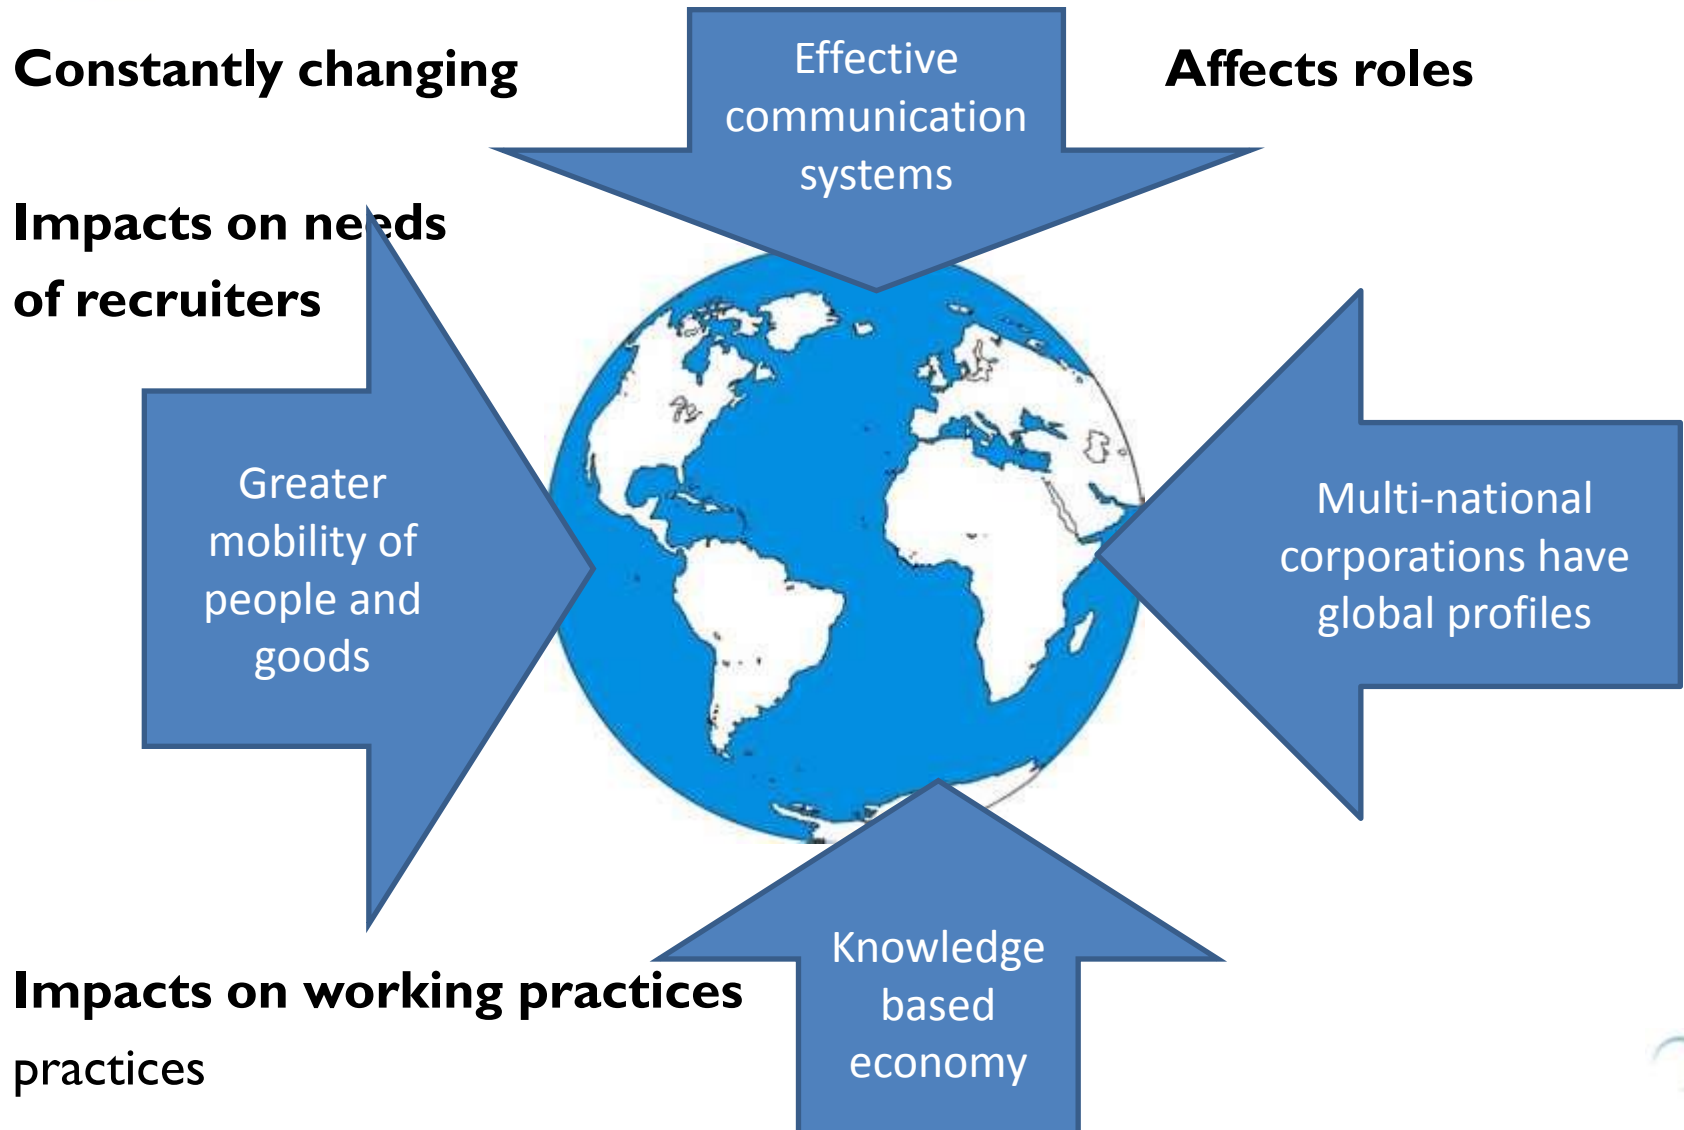 Constantly changing
Effective
communication
systems
Affects roles
Impacts on needs
of recruiters
Greater
mobility of
people and
goods
Multi-national
corporations have
global profiles
Knowledge
based
economy
Impacts on working practices
practices